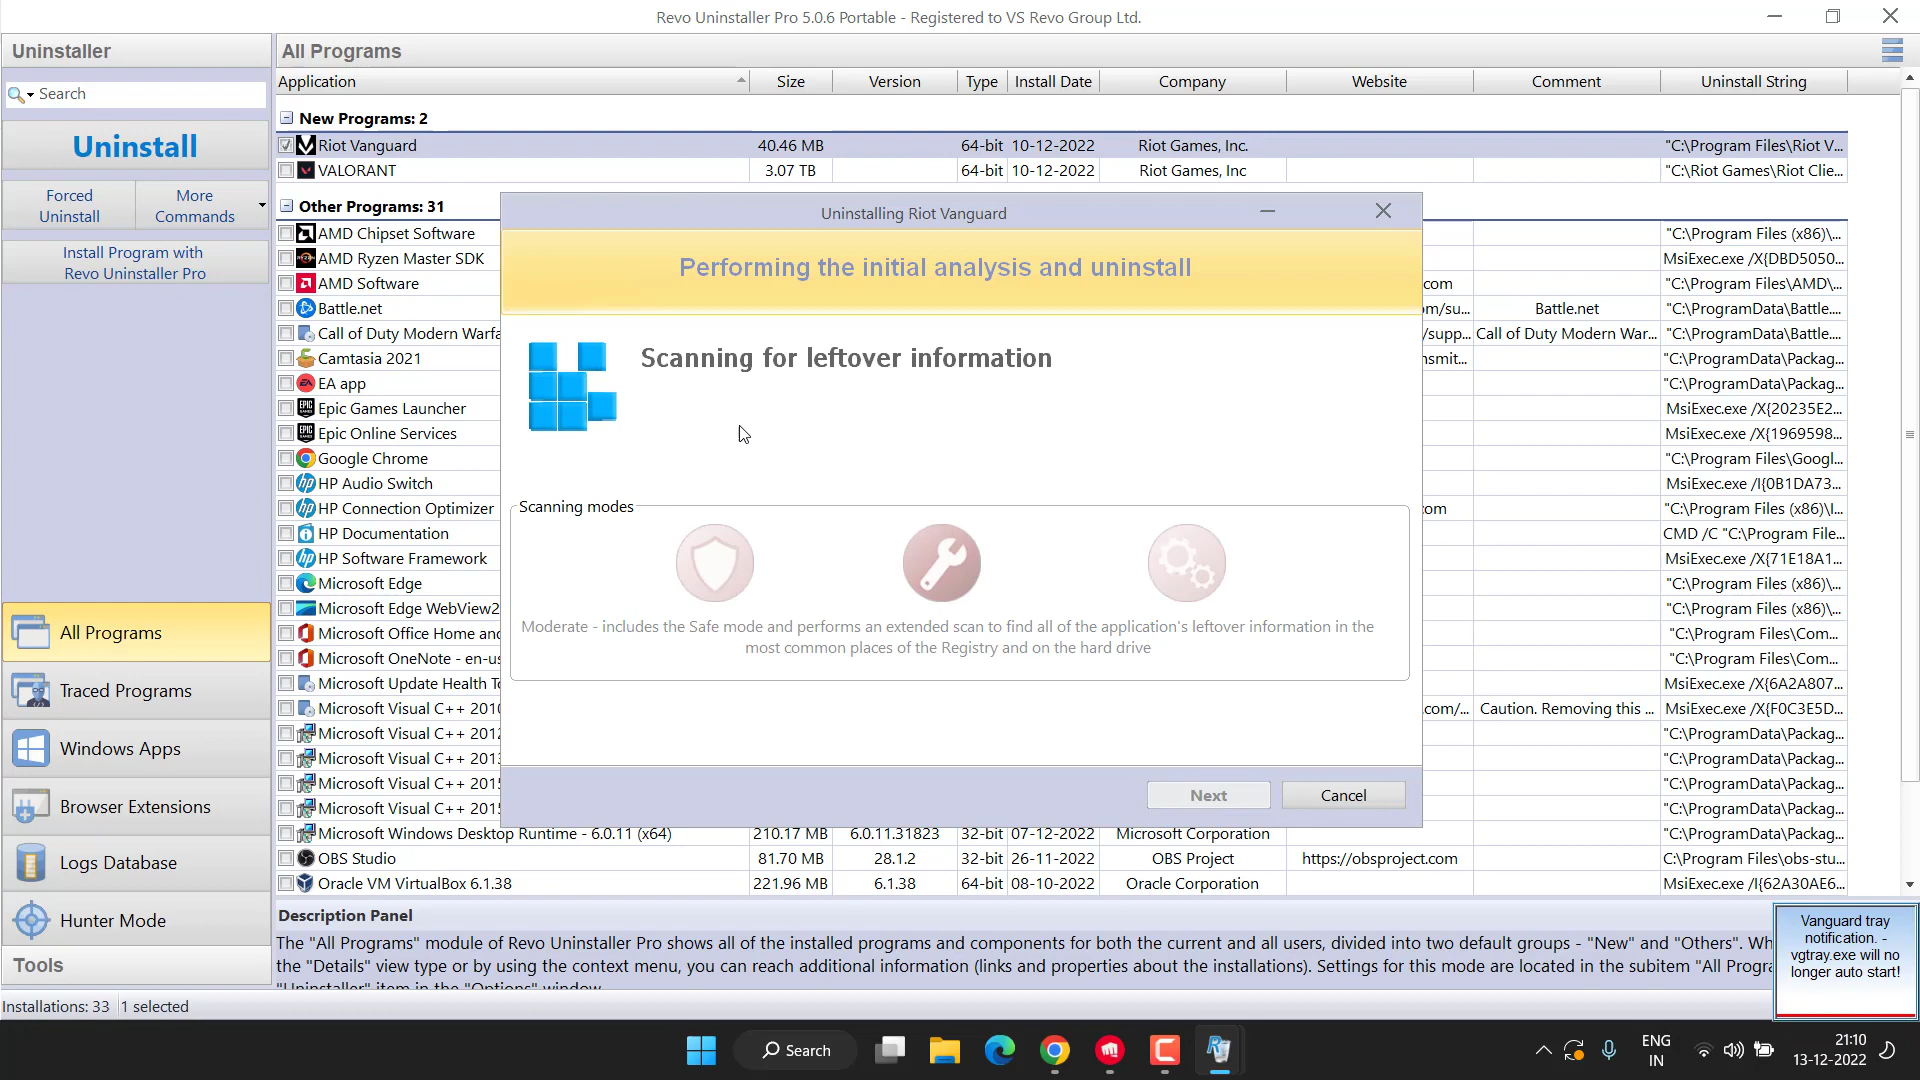 Revo Uninstaller Pro 5.0.6 Portable - Registered to VS Revo Group Ltd.
Uninstaller
All Programs
Search
Application Size Version Type Install Date Company Website Comment Uninstall String
New Programs: 2
Uninstall
Riot Vanguard 40.46 MB 64-bit 10-12-2022 Riot Games, Inc. "C:\Program Files\Riot V...
VALORANT 3.07 TB 64-bit 10-12-2022 Riot Games, Inc "C:\Riot Games\Riot Clie...
Forced Uninstall
More Commands
Other Programs: 31
Install Program with
Revo Uninstaller Pro
AMD Chipset Software "C:\Program Files (x86)\...
AMD Ryzen Master SDK MsiExec.exe /X{DBD5050...
AMD Software com "C:\Program Files\AMD\...
Battle.net om/su... Battle.net "C:\ProgramData\Battle....
Call of Duty Modern Warfa /supp... Call of Duty Modern War... "C:\ProgramData\Battle....
Camtasia 2021 nsmit... "C:\ProgramData\Packag...
EA app "C:\ProgramData\Packag...
Epic Games Launcher MsiExec.exe /X{20235E2...
Epic Online Services MsiExec.exe /X{1969598...
Google Chrome "C:\Program Files\Googl...
HP Audio Switch MsiExec.exe /I{0B1DA73...
HP Connection Optimizer om "C:\Program Files (x86)\I...
HP Documentation CMD /C "C:\Program File...
HP Software Framework MsiExec.exe /X{71E18A1...
Microsoft Edge "C:\Program Files (x86)\...
Microsoft Edge WebView2 "C:\Program Files (x86)\...
Microsoft Office Home and "C:\Program Files\Com...
Microsoft OneNote - en-us "C:\Program Files\Com...
Microsoft Update Health To MsiExec.exe /X{6A2A807...
Microsoft Visual C++ 2010 .com/... Caution. Removing this ... MsiExec.exe /X{F0C3E5D...
Microsoft Visual C++ 2012 "C:\ProgramData\Packag...
Microsoft Visual C++ 2013 "C:\ProgramData\Packag...
Microsoft Visual C++ 2015 "C:\ProgramData\Packag...
Microsoft Visual C++ 2015 "C:\ProgramData\Packag...
Microsoft Windows Desktop Runtime - 6.0.11 (x64) 210.17 MB 6.0.11.31823 32-bit 07-12-2022 Microsoft Corporation "C:\ProgramData\Packag...
OBS Studio 81.70 MB 28.1.2 32-bit 26-11-2022 OBS Project https://obsproject.com C:\Program Files\obs-stu...
Oracle VM VirtualBox 6.1.38 221.96 MB 6.1.38 64-bit 08-10-2022 Oracle Corporation MsiExec.exe /I{62A30AE6...
Uninstalling Riot Vanguard
Performing the initial analysis and uninstall
Scanning for leftover information
Scanning modes
Moderate - includes the Safe mode and performs an extended scan to find all of the application's leftover information in the
most common places of the Registry and on the hard drive
Next
Cancel
All Programs
Traced Programs
Windows Apps
Browser Extensions
Logs Database
Hunter Mode
Tools
Description Panel
The "All Programs" module of Revo Uninstaller Pro shows all of the installed programs and components for both the current and all users, divided into two default groups - "New" and "Others". Wh
the "Details" view type or by using the context menu, you can reach additional information (links and properties about the installations). Settings for this mode are located in the subitem "All Progra
"Uninstaller" item in the "Options" window.
Vanguard tray
notification. -
vgtray.exe will no
longer auto start!
Installations: 33 1 selected
Search
ENG
IN
21:10
13-12-2022